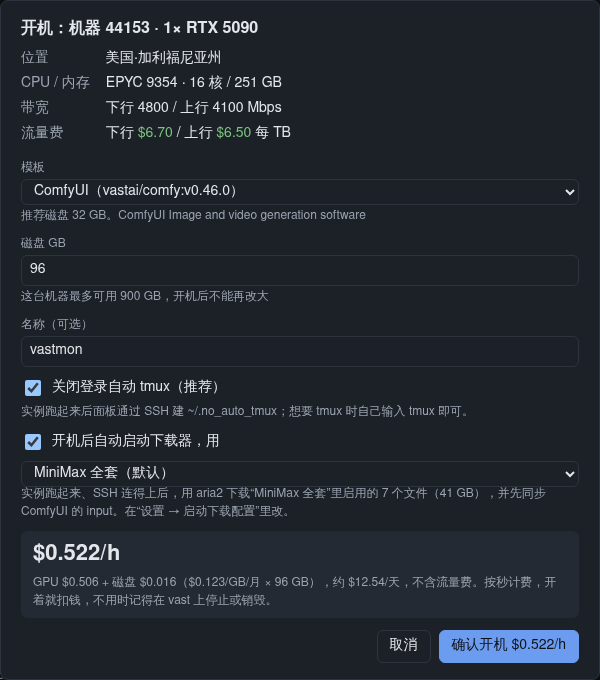 开机：机器 44153 · 1× RTX 5090
位置 美国·加利福尼亚州
CPU / 内存 EPYC 9354 · 16 核 / 251 GB
带宽 下行 4800 / 上行 4100 Mbps
流量费 下行 $6.70 / 上行 $6.50 每 TB
模板
ComfyUI（vastai/comfy:v0.46.0）
推荐磁盘 32 GB。ComfyUI Image and video generation software
磁盘 GB
96
这台机器最多可用 900 GB，开机后不能再改大
名称（可选）
vastmon
关闭登录自动 tmux（推荐）
实例跑起来后面板通过 SSH 建 ~/.no_auto_tmux；想要 tmux 时自己输入 tmux 即可。
开机后自动启动下载器，用
MiniMax 全套（默认）
实例跑起来、SSH 连得上后，用 aria2 下载“MiniMax 全套”里启用的 7 个文件（41 GB），并先同步
ComfyUI 的 input。在“设置 → 启动下载配置”里改。
$0.522/h
GPU $0.506 + 磁盘 $0.016（$0.123/GB/月 × 96 GB），约 $12.54/天，不含流量费。按秒计费，开
着就扣钱，不用时记得在 vast 上停止或销毁。
取消 确认开机 $0.522/h